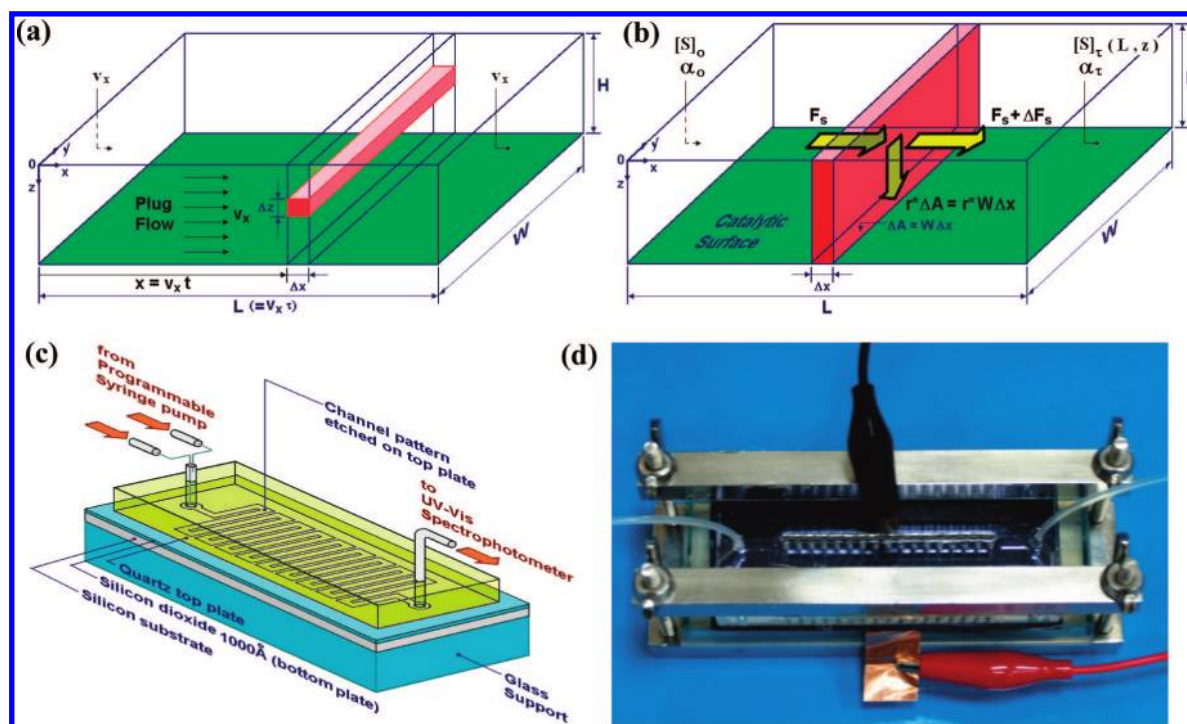 (a)
v_x
v_x
H
y
x
0
z
Plug
Flow
v_x
Δz
W
x = v_x t
Δx
L (=v_x τ)
(b)
[S]_o
α_o
[S]_τ (L, z)
α_τ
F_s
F_s + ΔF_s
y
x
0
z
r" ΔA = r" W Δx
ΔA = W Δx
Catalytic
Surface
W
Δx
L
(c)
from
Programmable
Syringe pump
Channel pattern
etched on top plate
to
UV-Vis
Spectrophotometer
Quartz top plate
Silicon dioxide 1000Å (bottom plate)
Silicon substrate
Glass
Support
(d)